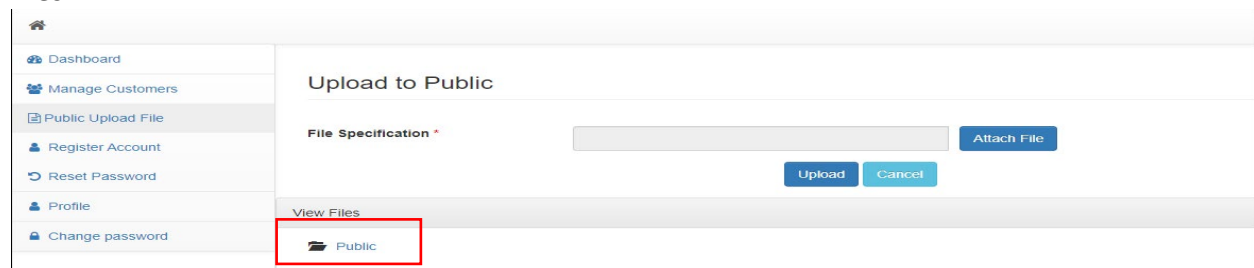 Dashboard
Manage Customers
Public Upload File
Register Account
Reset Password
Profile
Change password
Upload to Public
File Specification *
Attach File
Upload Cancel
View Files
Public